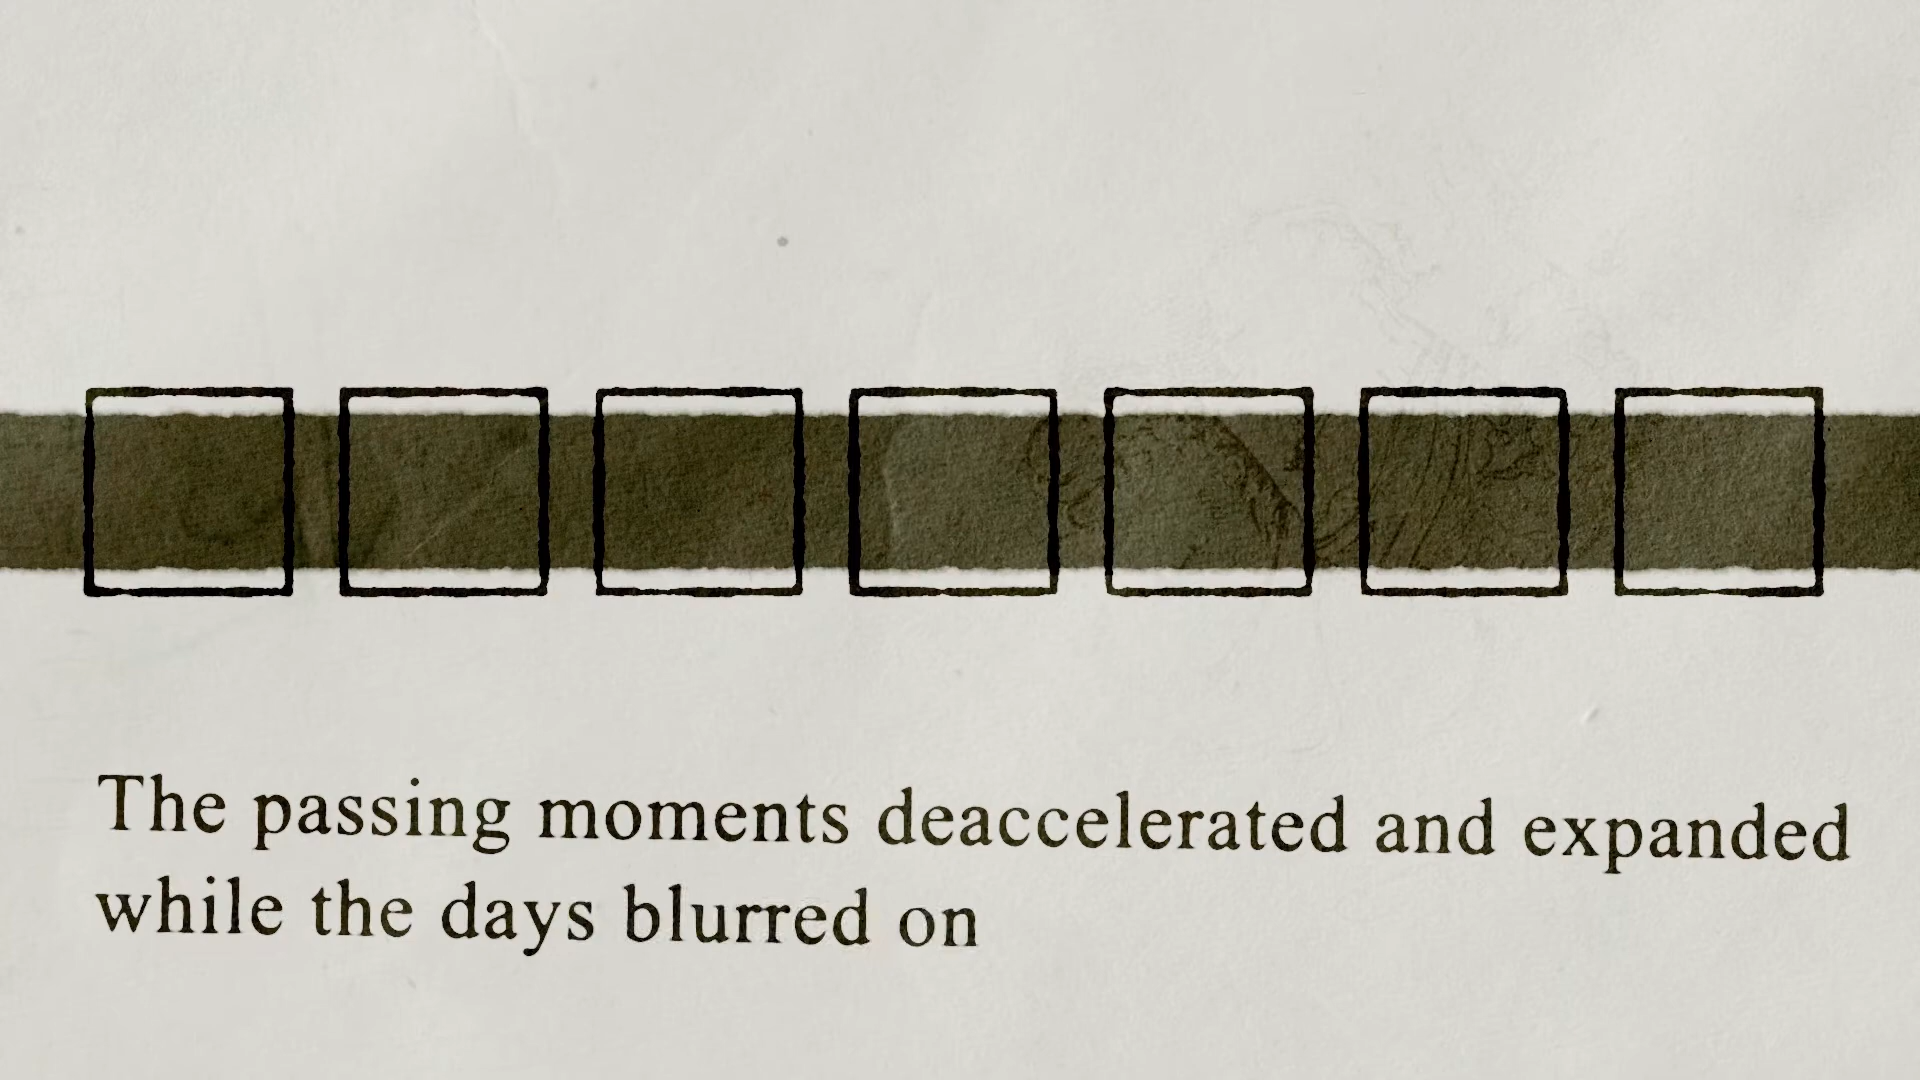 The passing moments deaccelerated and expanded
while the days blurred on